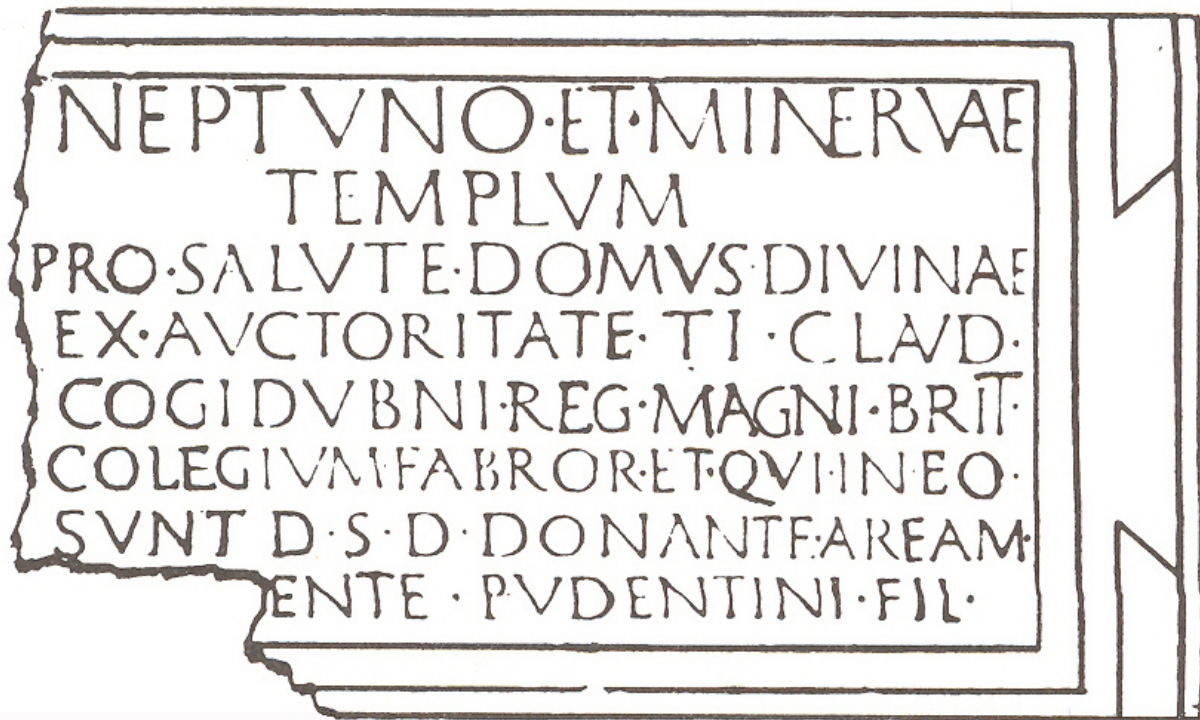 NEPTVNO·ET·MINERVAE
TEMPLVM
PRO·SALVTE·DOMVS·DIVINAE
EX·AVCTORITATE·TI·CLAVD·
COGIDVBNI·REG·MAGNI·BRIT·
COLEGIVM·FABROR·ET·QVI·IN·EO·
SVNT D·S·D·DONANTE·AREAM·
ENTE·PVDENTINI·FIL·